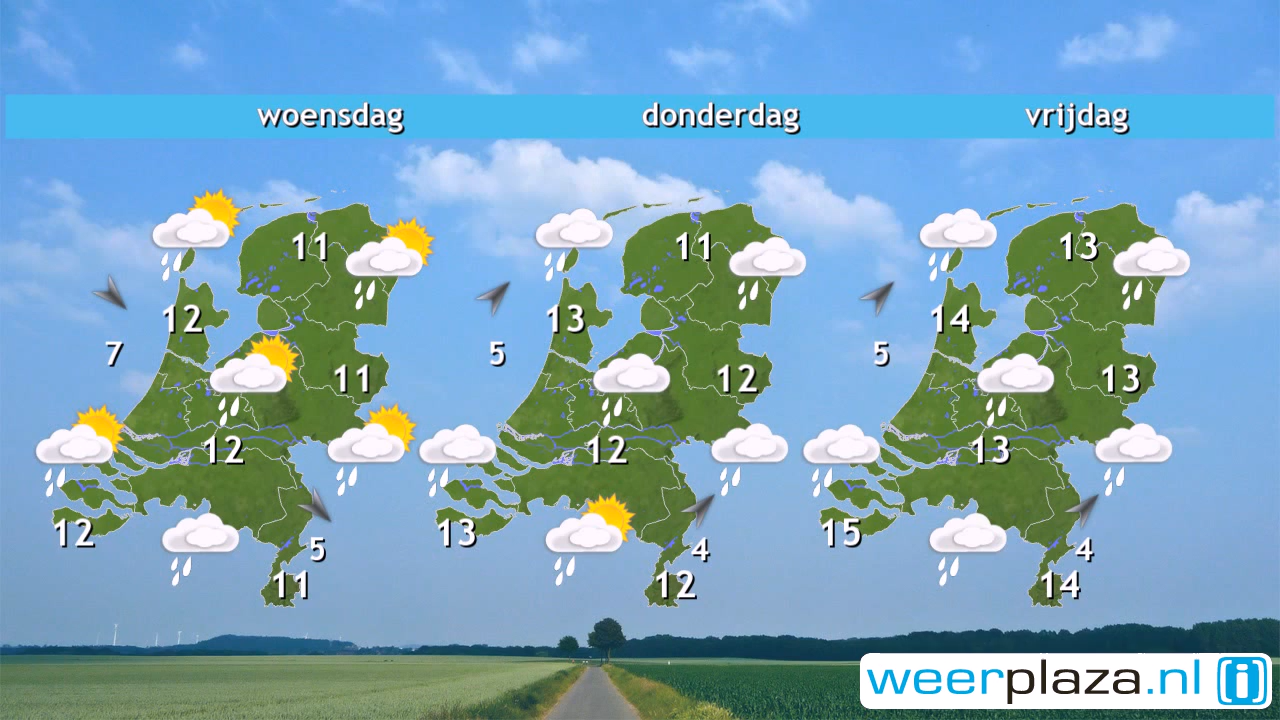 woensdag donderdag vrijdag
11 11 13
12 13 14
7 5 5
11 12 13
12 12 13
12 13 15
5 4 4
11 12 14
weerplaza.nl i